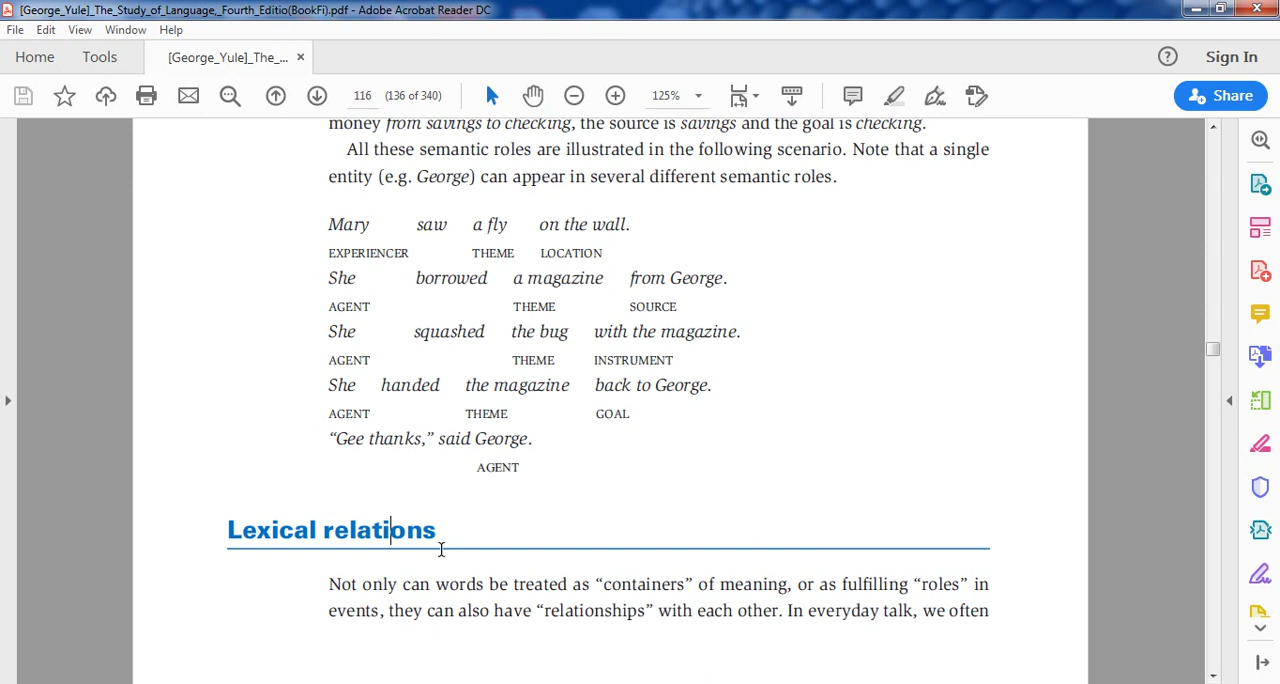 [George_Yule]_The_Study_of_Language,_Fourth_Editio(BookFi).pdf - Adobe Acrobat Reader DC
File Edit View Window Help
Home Tools [George_Yule]_The_... × Sign In
116 (136 of 340) 125% Share
money from savings to checking, the source is savings and the goal is checking.
All these semantic roles are illustrated in the following scenario. Note that a single
entity (e.g. George) can appear in several different semantic roles.
Mary saw a fly on the wall.
EXPERIENCER THEME LOCATION
She borrowed a magazine from George.
AGENT THEME SOURCE
She squashed the bug with the magazine.
AGENT THEME INSTRUMENT
She handed the magazine back to George.
AGENT THEME GOAL
“Gee thanks,” said George.
AGENT
Lexical relations
Not only can words be treated as “containers” of meaning, or as fulfilling “roles” in
events, they can also have “relationships” with each other. In everyday talk, we often